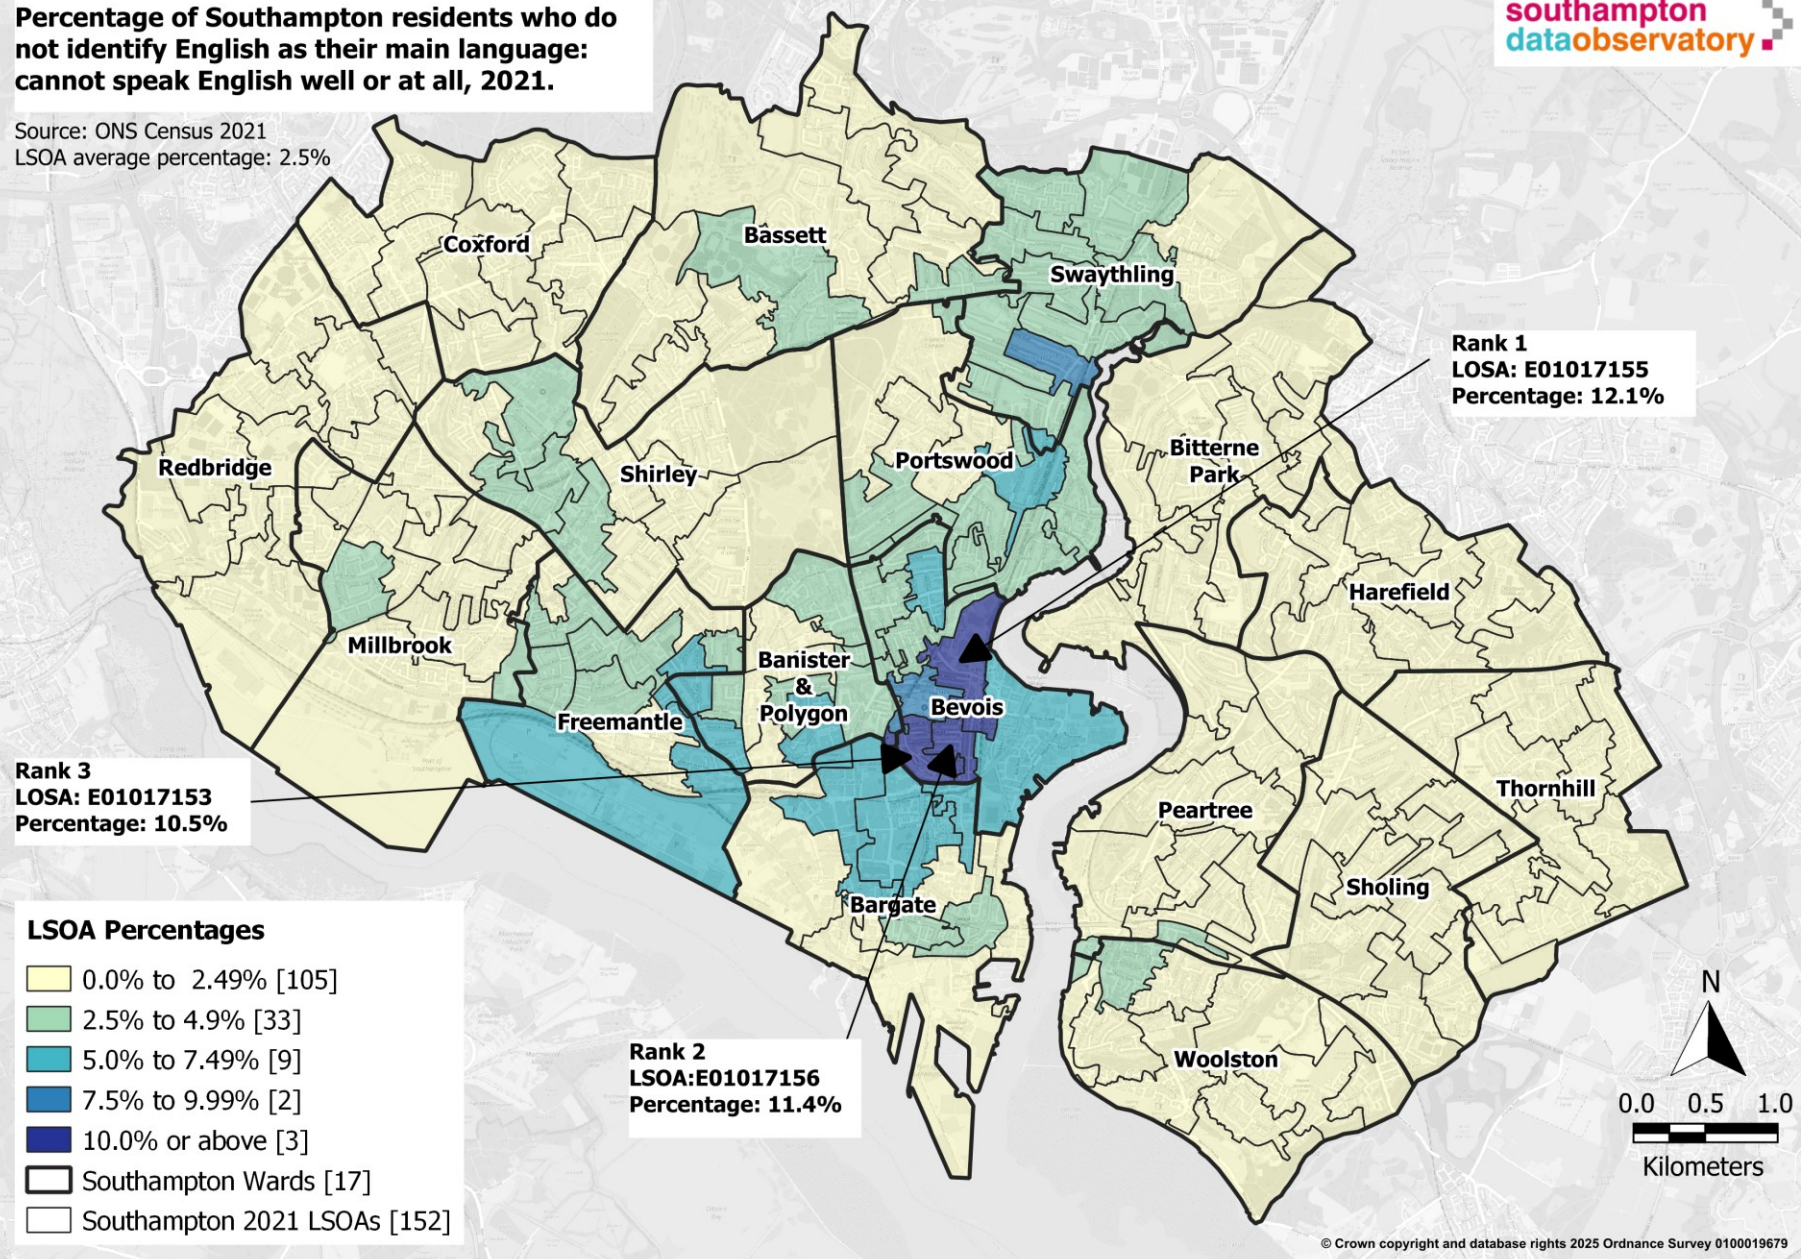 Percentage of Southampton residents who do
not identify English as their main language:
cannot speak English well or at all, 2021.
Source: ONS Census 2021
LSOA average percentage: 2.5%
southampton
dataobservatory
Coxford
Bassett
Swaythling
Rank 1
LOSA: E01017155
Percentage: 12.1%
Redbridge
Shirley
Portswood
Bitterne
Park
Harefield
Millbrook
Banister
&
Polygon
Bevois
Freemantle
Rank 3
LOSA: E01017153
Percentage: 10.5%
Peartree
Thornhill
Sholing
Bargate
Rank 2
LSOA:E01017156
Percentage: 11.4%
Woolston
LSOA Percentages
0.0% to 2.49% [105]
2.5% to 4.9% [33]
5.0% to 7.49% [9]
7.5% to 9.99% [2]
10.0% or above [3]
Southampton Wards [17]
Southampton 2021 LSOAs [152]
N
0.0 0.5 1.0
Kilometers
© Crown copyright and database rights 2025 Ordnance Survey 0100019679